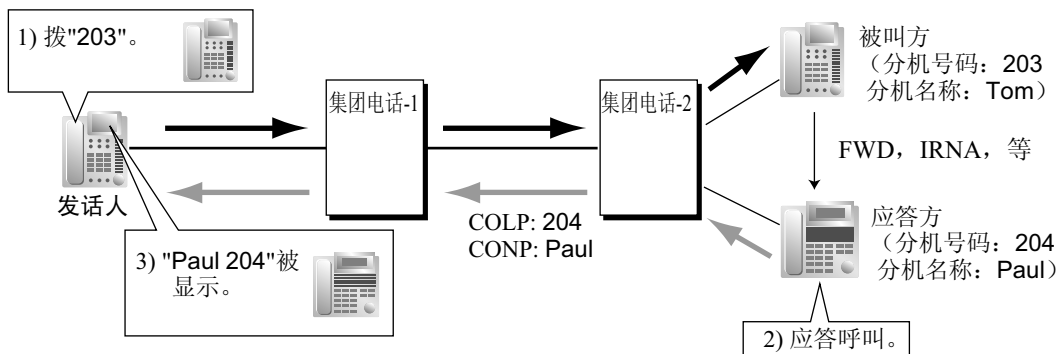 1) 拨"203"。
被叫方
（分机号码：203
分机名称：Tom）
集团电话-1
集团电话-2
FWD，IRNA，等
发话人
COLP: 204
CONP: Paul
应答方
（分机号码：204
分机名称：Paul）
3) "Paul 204"被
显示。
2) 应答呼叫。